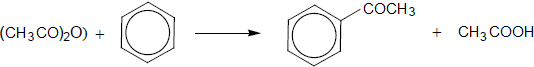 (CH3CO)2O) + COCH3 + CH3COOH